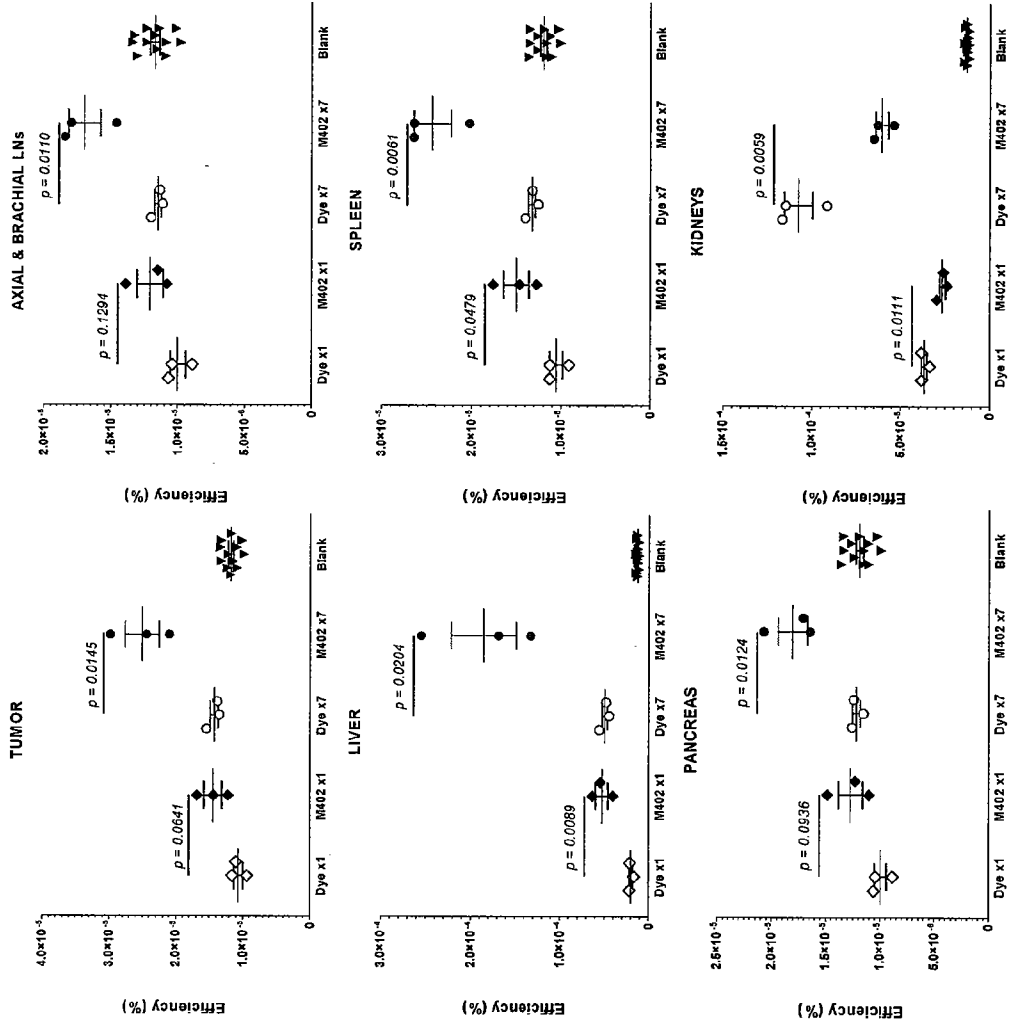 TUMOR
Efficiency (%)
4.0×10⁻⁵
3.0×10⁻⁵
2.0×10⁻⁵
1.0×10⁻⁵
0
p = 0.0641
p = 0.0145
Dye x1 M402 x1 Dye x7 M402 x7 Blank
AXIAL & BRACHIAL LNs
Efficiency (%)
2.0×10⁻⁵
1.5×10⁻⁵
1.0×10⁻⁵
5.0×10⁻⁶
0
p = 0.1294
p = 0.0110
Dye x1 M402 x1 Dye x7 M402 x7 Blank
LIVER
Efficiency (%)
3.0×10⁻⁴
2.0×10⁻⁴
1.0×10⁻⁴
0
p = 0.0089
p = 0.0204
Dye x1 M402 x1 Dye x7 M402 x7 Blank
SPLEEN
Efficiency (%)
3.0×10⁻⁵
2.0×10⁻⁵
1.0×10⁻⁵
0
p = 0.0479
p = 0.0061
Dye x1 M402 x1 Dye x7 M402 x7 Blank
PANCREAS
Efficiency (%)
2.5×10⁻⁵
2.0×10⁻⁵
1.5×10⁻⁵
1.0×10⁻⁵
5.0×10⁻⁶
0
p = 0.0936
p = 0.0124
Dye x1 M402 x1 Dye x7 M402 x7 Blank
KIDNEYS
Efficiency (%)
1.5×10⁻⁴
1.0×10⁻⁴
5.0×10⁻⁵
0
p = 0.0111
p = 0.0059
Dye x1 M402 x1 Dye x7 M402 x7 Blank